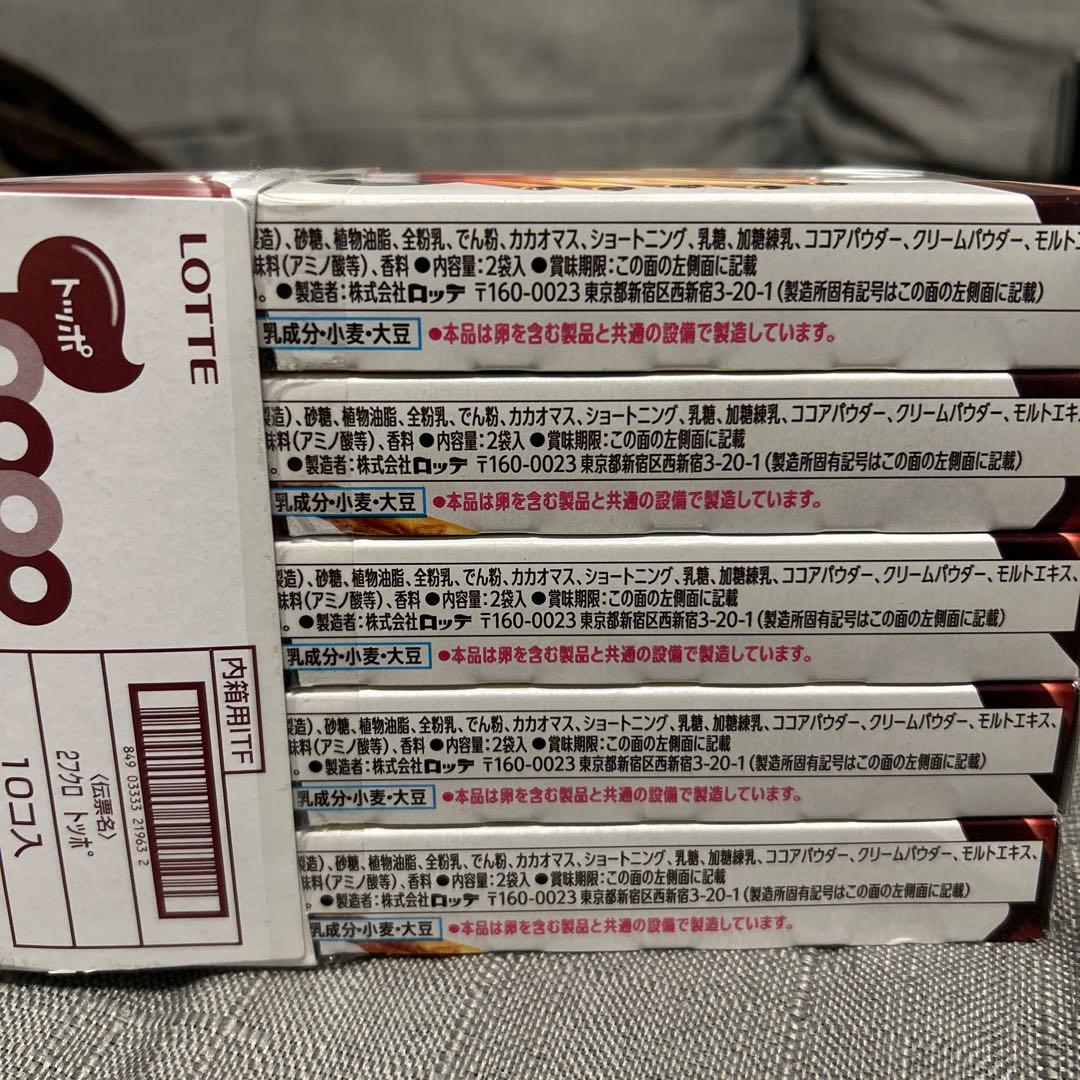 LOTTE
トッポ
内箱用ITF
849 03333 21963 2
〈伝票名〉
2フクロ トッポ
10コ入
製造）、砂糖、植物油脂、全粉乳、でん粉、カカオマス、ショートニング、乳糖、加糖練乳、ココアパウダー、クリームパウダー、モルトエ
味料（アミノ酸等）、香料 ●内容量：2袋入 ●賞味期限：この面の左側面に記載
。 ●製造者：株式会社ロッテ 〒160-0023 東京都新宿区西新宿3-20-1（製造所固有記号はこの面の左側面に記載）
乳成分・小麦・大豆 ●本品は卵を含む製品と共通の設備で製造しています。
製造）、砂糖、植物油脂、全粉乳、でん粉、カカオマス、ショートニング、乳糖、加糖練乳、ココアパウダー、クリームパウダー、モルトエキ
味料（アミノ酸等）、香料 ●内容量：2袋入 ●賞味期限：この面の左側面に記載
。 ●製造者：株式会社ロッテ 〒160-0023 東京都新宿区西新宿3-20-1（製造所固有記号はこの面の左側面に記載）
乳成分・小麦・大豆 ●本品は卵を含む製品と共通の設備で製造しています。
製造）、砂糖、植物油脂、全粉乳、でん粉、カカオマス、ショートニング、乳糖、加糖練乳、ココアパウダー、クリームパウダー、モルトエキス、
味料（アミノ酸等）、香料 ●内容量：2袋入 ●賞味期限：この面の左側面に記載
。 ●製造者：株式会社ロッテ 〒160-0023 東京都新宿区西新宿3-20-1（製造所固有記号はこの面の左側面に記載）
乳成分・小麦・大豆 ●本品は卵を含む製品と共通の設備で製造しています。
製造）、砂糖、植物油脂、全粉乳、でん粉、カカオマス、ショートニング、乳糖、加糖練乳、ココアパウダー、クリームパウダー、モルトエキス、
味料（アミノ酸等）、香料 ●内容量：2袋入 ●賞味期限：この面の左側面に記載
。 ●製造者：株式会社ロッテ 〒160-0023 東京都新宿区西新宿3-20-1（製造所固有記号はこの面の左側面に記載）
乳成分・小麦・大豆 ●本品は卵を含む製品と共通の設備で製造しています。
製造）、砂糖、植物油脂、全粉乳、でん粉、カカオマス、ショートニング、乳糖、加糖練乳、ココアパウダー、クリームパウダー、モルトエキス、
味料（アミノ酸等）、香料 ●内容量：2袋入 ●賞味期限：この面の左側面に記載
。 ●製造者：株式会社ロッテ 〒160-0023 東京都新宿区西新宿3-20-1（製造所固有記号はこの面の左側面に記載）
乳成分・小麦・大豆 ●本品は卵を含む製品と共通の設備で製造しています。